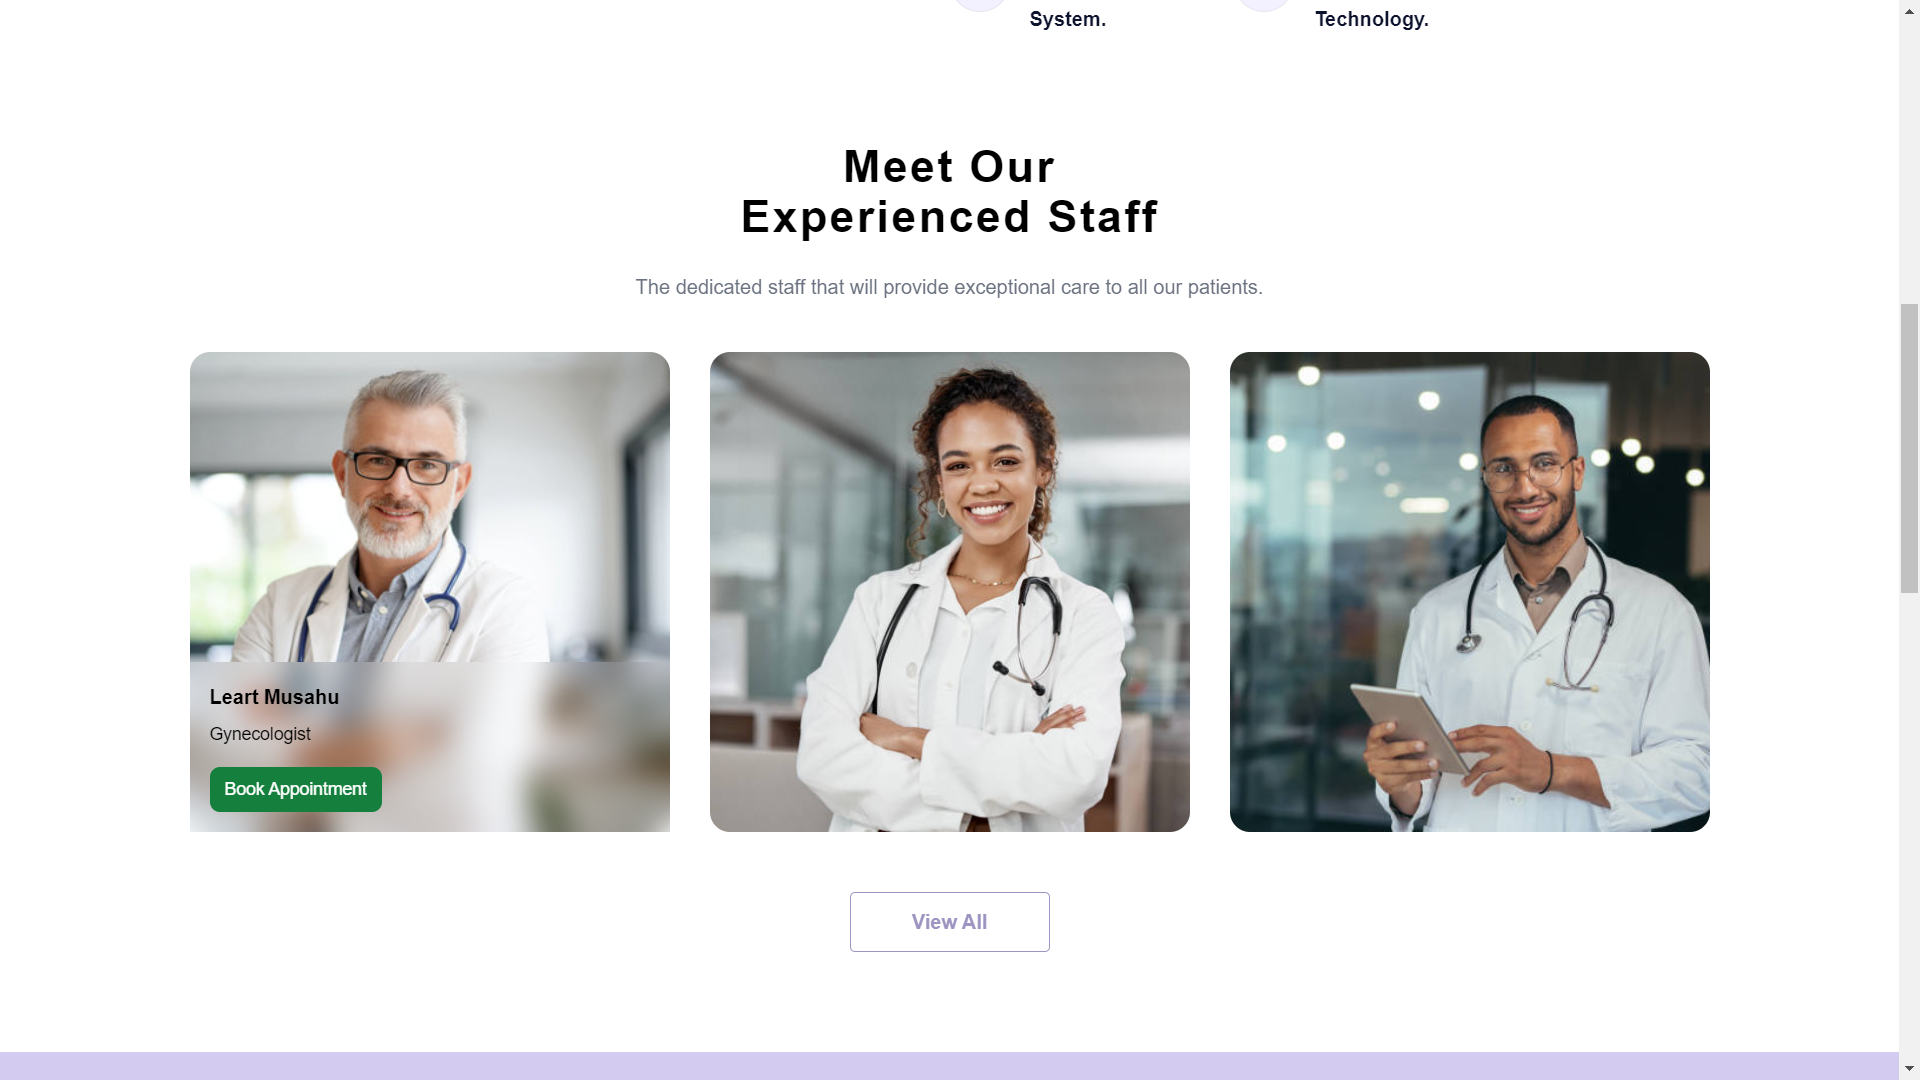 System.
Technology.
Meet Our
Experienced Staff
The dedicated staff that will provide exceptional care to all our patients.
Leart Musahu
Gynecologist
Book Appointment
View All